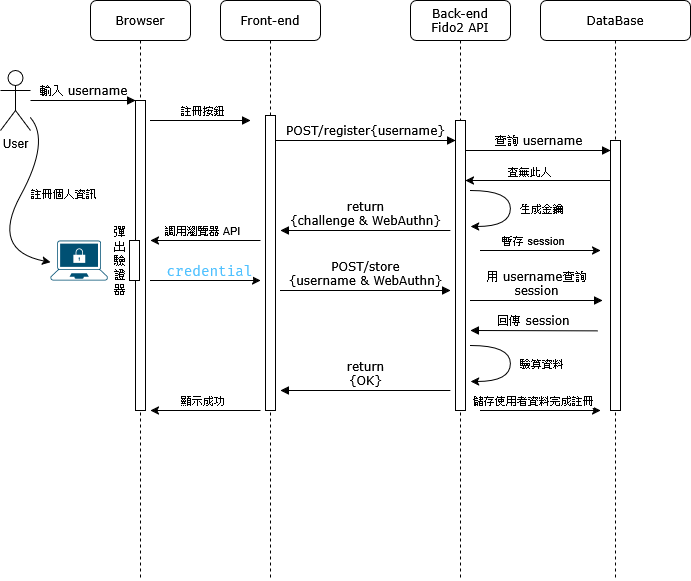 Browser
Front-end
Back-end
Fido2 API
DataBase
User
輸入 username
註冊按鈕
POST/register{username}
查詢 username
查無此人
註冊個人資訊
return
{challenge & WebAuthn}
生成金鑰
調用瀏覽器 API
暫存 session
彈
出
驗
證
器
credential
POST/store
{username & WebAuthn}
用 username查詢
session
回傳 session
return
{OK}
驗算資料
顯示成功
儲存使用者資料完成註冊